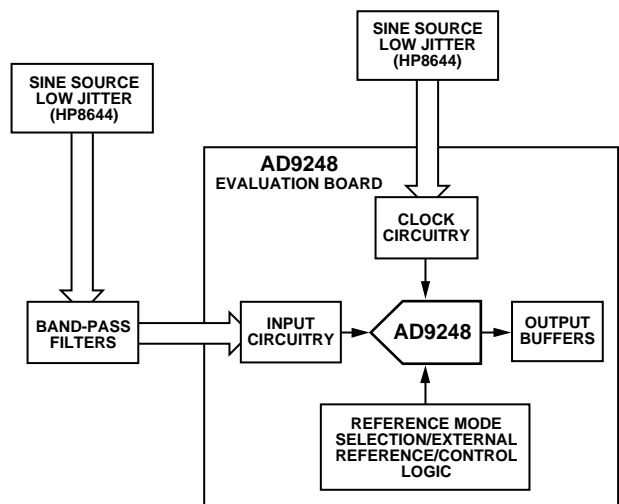 SINE SOURCE
LOW JITTER
(HP8644)
SINE SOURCE
LOW JITTER
(HP8644)
AD9248
EVALUATION BOARD
CLOCK
CIRCUITRY
BAND-PASS
FILTERS
INPUT
CIRCUITRY
AD9248
OUTPUT
BUFFERS
REFERENCE MODE
SELECTION/EXTERNAL
REFERENCE/CONTROL
LOGIC